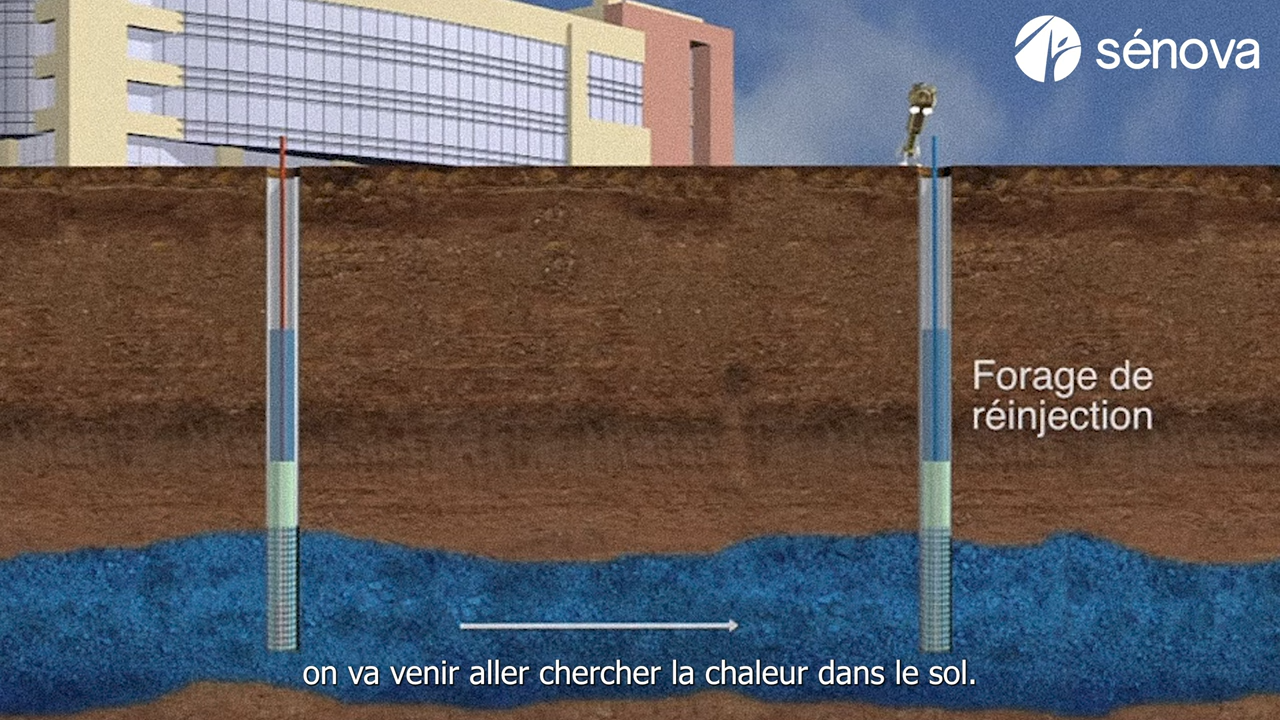 sénova
Forage de
réinjection
on va venir aller chercher la chaleur dans le sol.